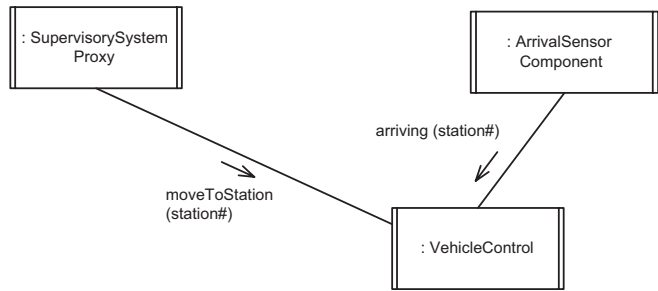 : SupervisorySystem
Proxy
: ArrivalSensor
Component
arriving (station#)
moveToStation
(station#)
: VehicleControl